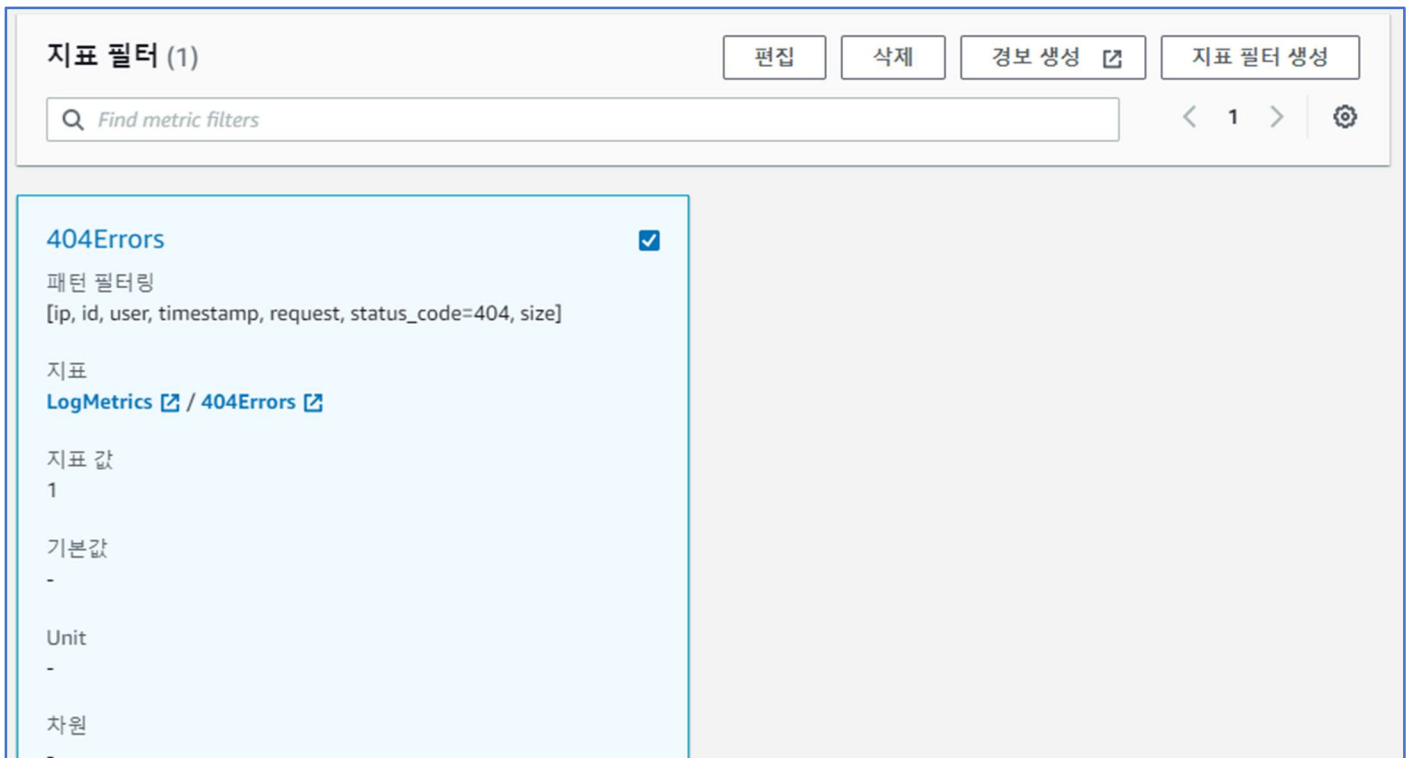 지표 필터 (1)
편집 삭제 경보 생성 지표 필터 생성
Find metric filters
1
404Errors
패턴 필터링
[ip, id, user, timestamp, request, status_code=404, size]
지표
LogMetrics / 404Errors
지표 값
1
기본값
-
Unit
-
차원
-